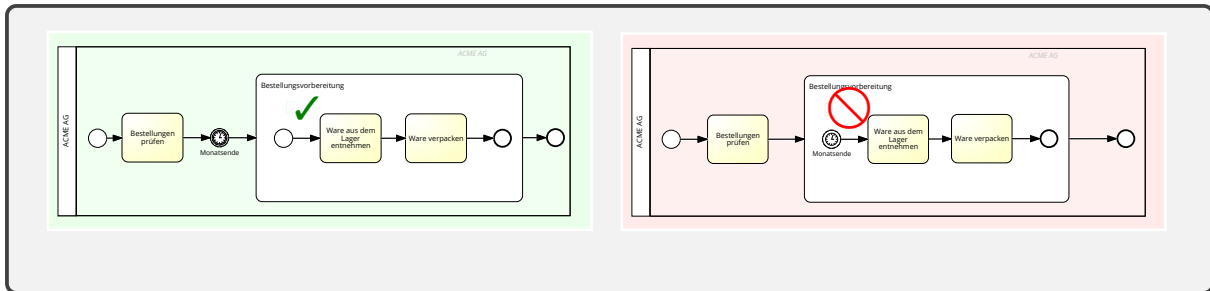 ACME AG
ACME AG
Bestellungsvorbereitung
Bestellungen
prüfen
Monatsende
Ware aus dem
Lager
entnehmen
Ware verpacken
ACME AG
ACME AG
Bestellungsvorbereitung
Bestellungen
prüfen
Monatsende
Ware aus dem
Lager
entnehmen
Ware verpacken